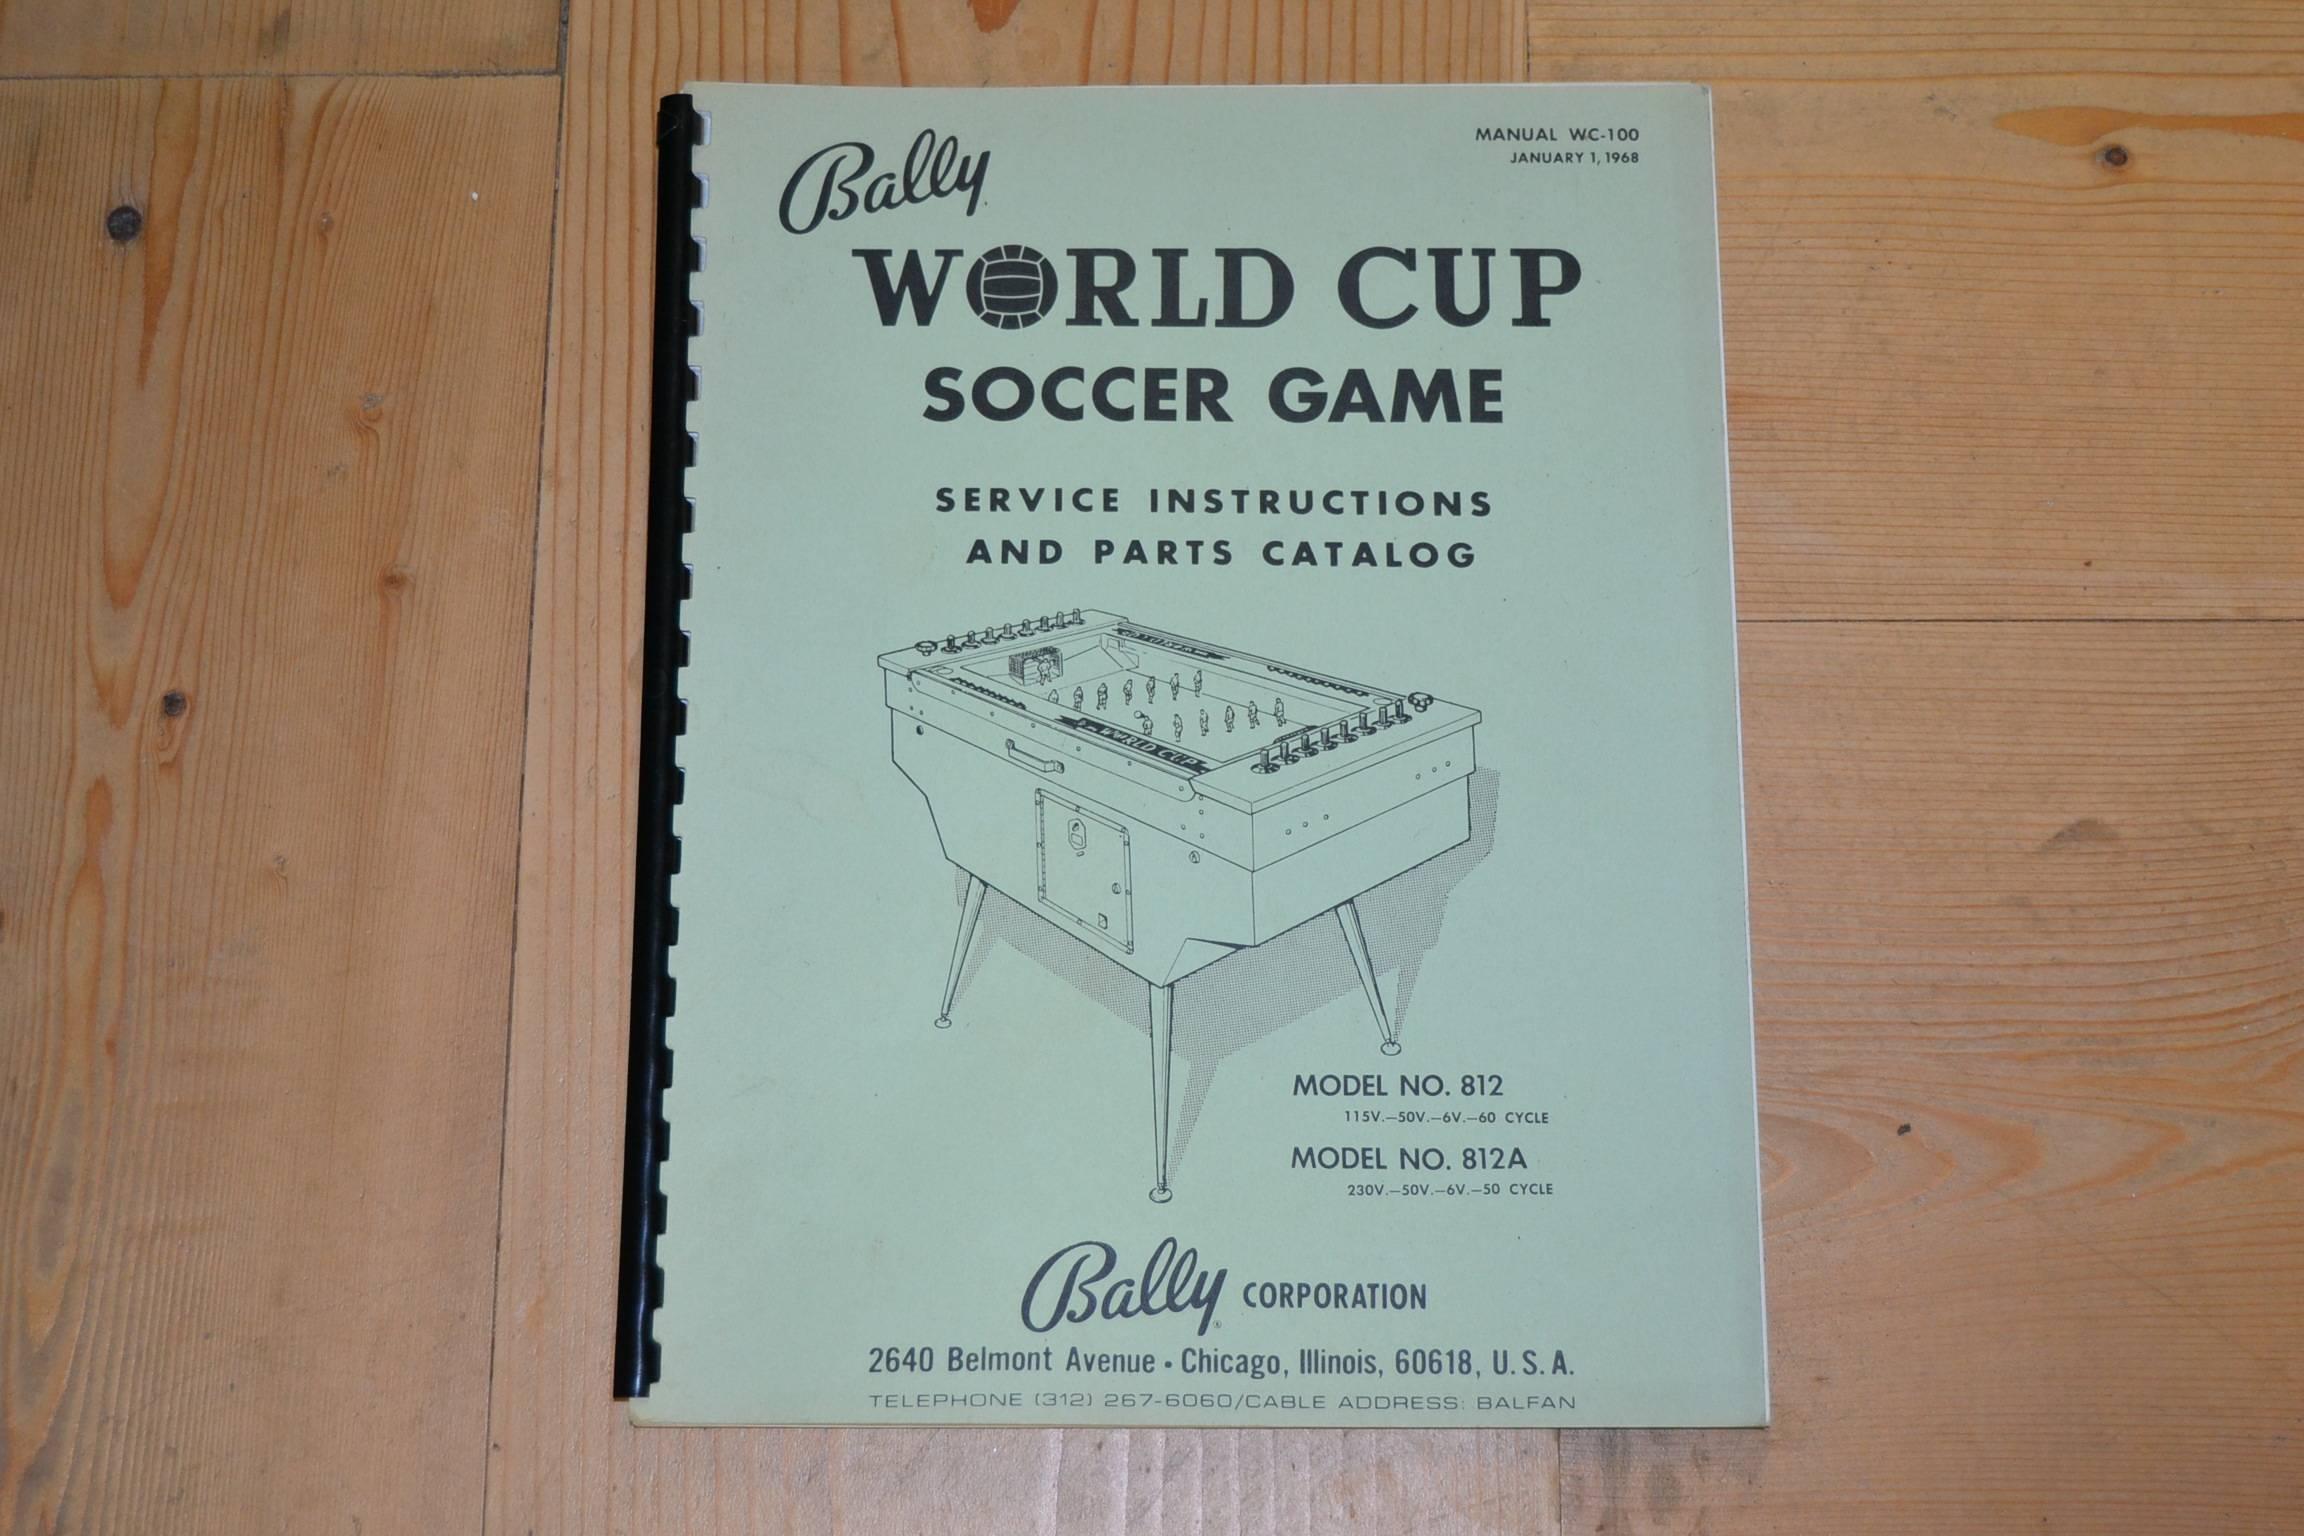 Bally
MANUAL WC-100
JANUARY 1, 1968
WORLD CUP
SOCCER GAME
SERVICE INSTRUCTIONS
AND PARTS CATALOG
WORLD CUP
MODEL NO. 812
115V.—50V.—6V.—60 CYCLE
MODEL NO. 812A
230V.—50V.—6V.—50 CYCLE
Bally CORPORATION
2640 Belmont Avenue • Chicago, Illinois, 60618, U.S.A.
TELEPHONE (312) 267-6060/CABLE ADDRESS: BALFAN